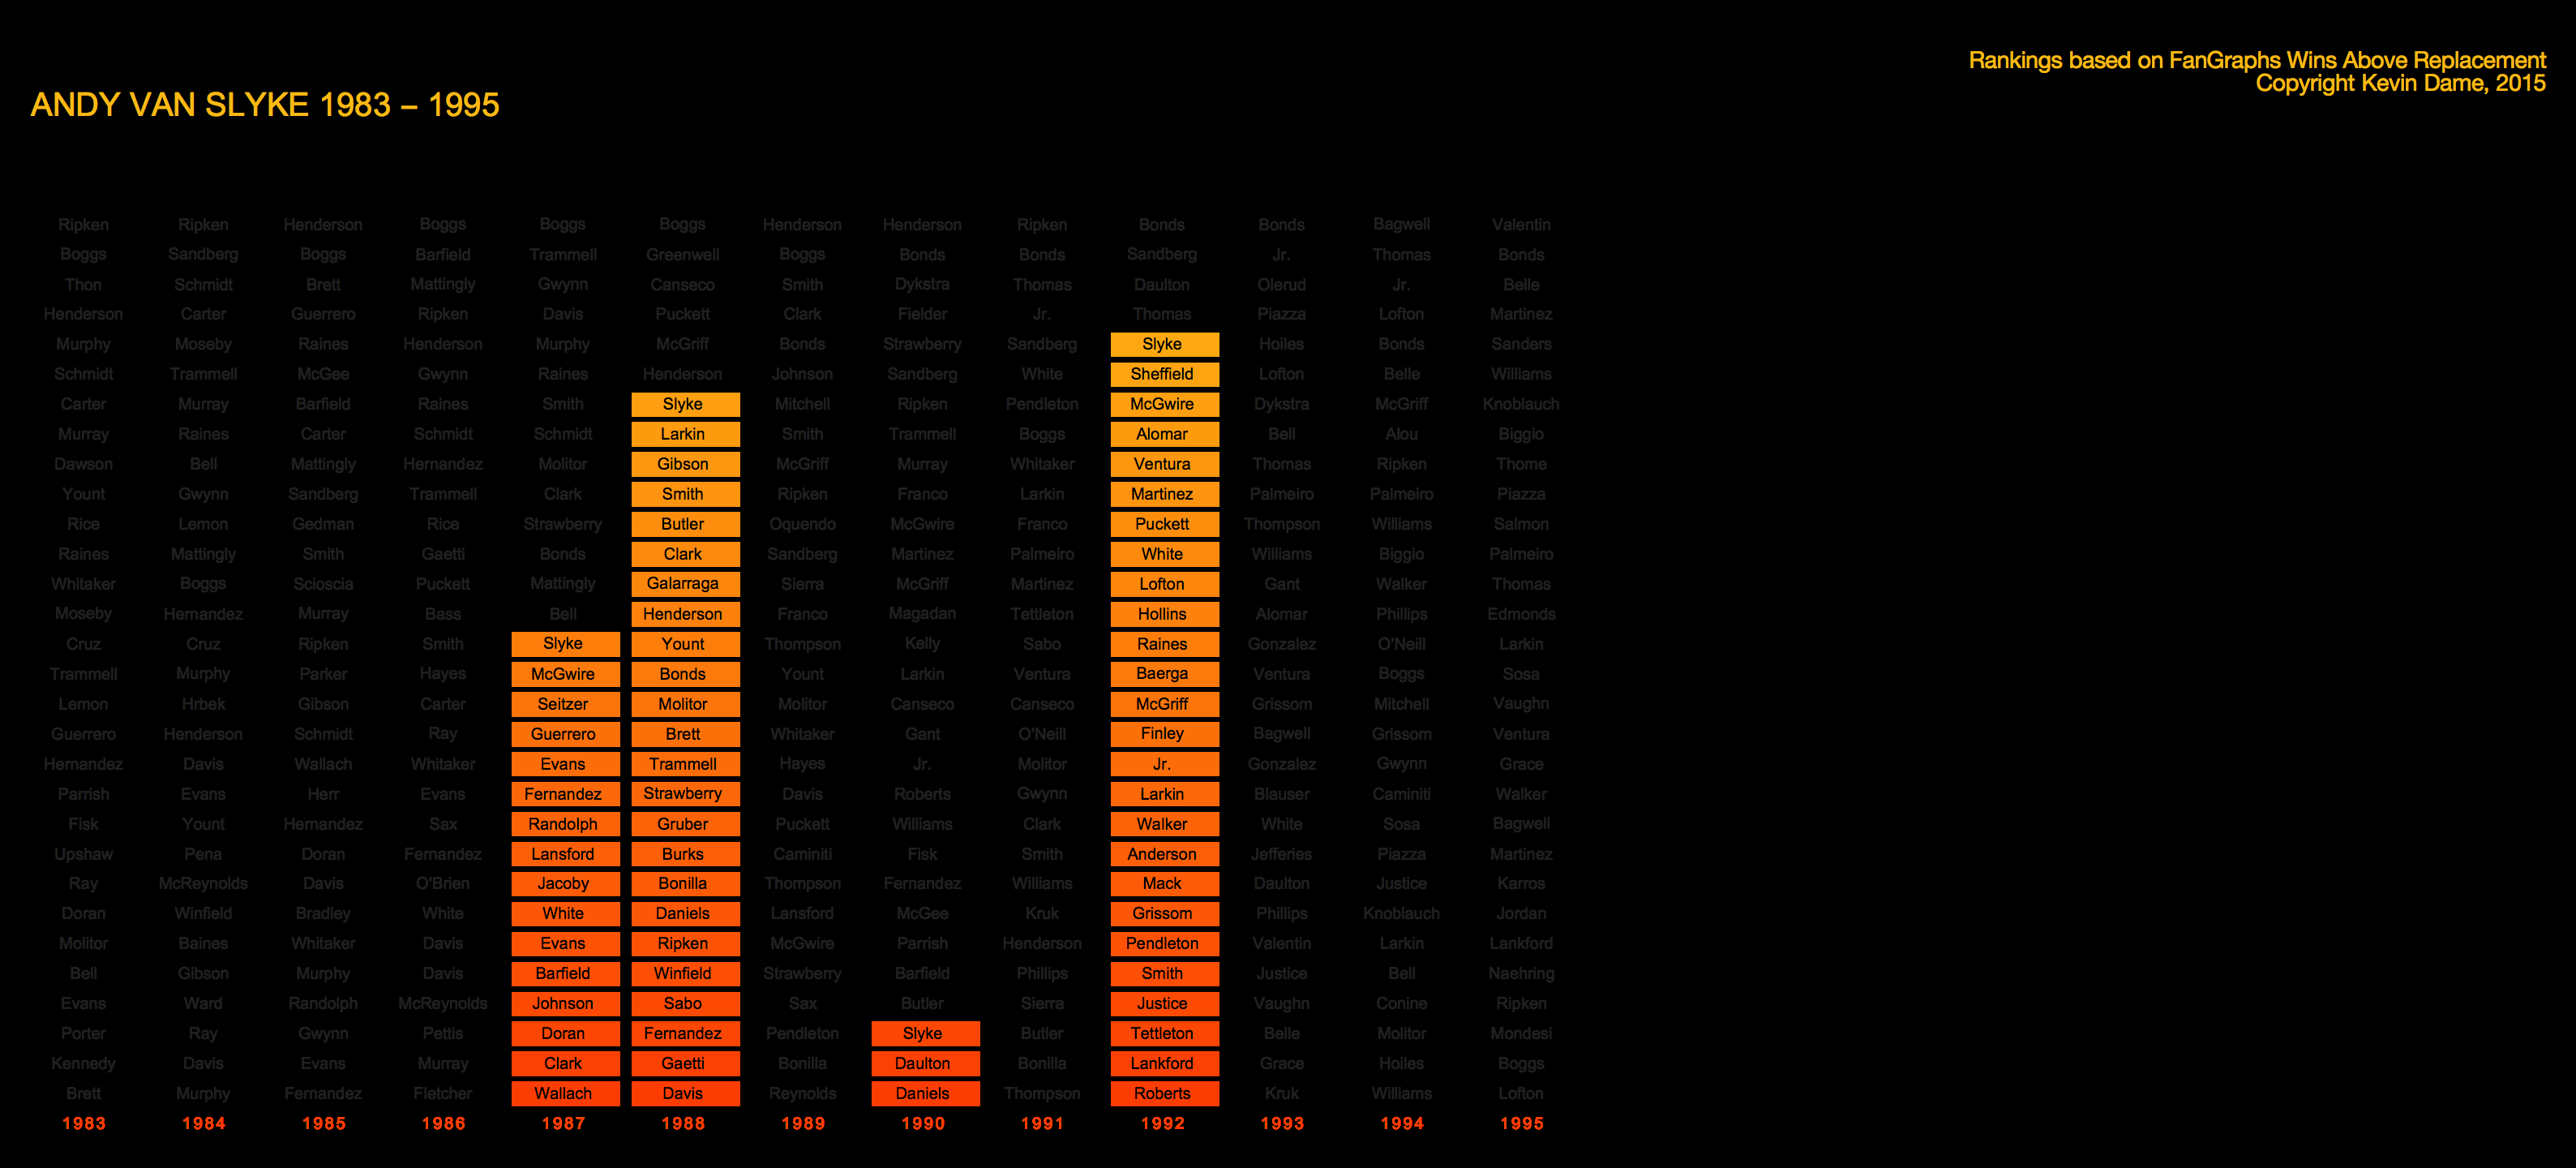 Rankings based on FanGraphs Wins Above Replacement
Copyright Kevin Dame, 2015
ANDY VAN SLYKE 1983 – 1995
Ripken Ripken Henderson Boggs Boggs Boggs Henderson Henderson Ripken Bonds Bonds Bagwell Valentin
Boggs Sandberg Boggs Barfield Trammell Greenwell Boggs Bonds Bonds Sandberg Jr. Thomas Bonds
Thon Schmidt Brett Mattingly Gwynn Canseco Smith Dykstra Thomas Daulton Olerud Jr. Belle
Henderson Carter Guerrero Ripken Davis Puckett Clark Fielder Jr. Thomas Piazza Lofton Martinez
Murphy Moseby Raines Henderson Murphy McGriff Bonds Strawberry Sandberg Slyke Hoiles Bonds Sanders
Schmidt Trammell McGee Gwynn Raines Henderson Johnson Sandberg White Sheffield Lofton Belle Williams
Carter Murray Barfield Raines Smith Slyke Mitchell Ripken Pendleton McGwire Dykstra McGriff Knoblauch
Murray Raines Carter Schmidt Schmidt Larkin Smith Trammell Boggs Alomar Bell Alou Biggio
Dawson Bell Mattingly Hernandez Molitor Gibson McGriff Murray Whitaker Ventura Thomas Ripken Thome
Yount Gwynn Sandberg Trammell Clark Smith Ripken Franco Larkin Martinez Palmeiro Palmeiro Piazza
Rice Lemon Gedman Rice Strawberry Butler Oquendo McGwire Franco Puckett Thompson Williams Salmon
Raines Mattingly Smith Gaetti Bonds Clark Sandberg Martinez Palmeiro White Williams Biggio Palmeiro
Whitaker Boggs Scioscia Puckett Mattingly Galarraga Sierra McGriff Martinez Lofton Gant Walker Thomas
Moseby Hernandez Murray Bass Bell Henderson Franco Magadan Tettleton Hollins Alomar Phillips Edmonds
Cruz Cruz Ripken Smith Slyke Yount Thompson Kelly Sabo Raines Gonzalez O'Neill Larkin
Trammell Murphy Parker Hayes McGwire Bonds Yount Larkin Ventura Baerga Ventura Boggs Sosa
Lemon Hrbek Gibson Carter Seitzer Molitor Molitor Canseco Canseco McGriff Grissom Mitchell Vaughn
Guerrero Henderson Schmidt Ray Guerrero Brett Whitaker Gant O'Neill Finley Bagwell Grissom Ventura
Hernandez Davis Wallach Whitaker Evans Trammell Hayes Jr. Molitor Jr. Gonzalez Gwynn Grace
Parrish Evans Herr Evans Fernandez Strawberry Davis Roberts Gwynn Larkin Blauser Caminiti Walker
Fisk Yount Hernandez Sax Randolph Gruber Puckett Williams Clark Walker White Sosa Bagwell
Upshaw Pena Doran Fernandez Lansford Burks Caminiti Fisk Smith Anderson Jefferies Piazza Martinez
Ray McReynolds Davis O'Brien Jacoby Bonilla Thompson Fernandez Williams Mack Daulton Justice Karros
Doran Winfield Bradley White White Daniels Lansford McGee Kruk Grissom Phillips Knoblauch Jordan
Molitor Baines Whitaker Davis Evans Ripken McGwire Parrish Henderson Pendleton Valentin Larkin Lankford
Bell Gibson Murphy Davis Barfield Winfield Strawberry Barfield Phillips Smith Justice Bell Naehring
Evans Ward Randolph McReynolds Johnson Sabo Sax Butler Sierra Justice Vaughn Conine Ripken
Porter Ray Gwynn Pettis Doran Fernandez Pendleton Slyke Butler Tettleton Belle Molitor Mondesi
Kennedy Davis Evans Murray Clark Gaetti Bonilla Daulton Bonilla Lankford Grace Hoiles Boggs
Brett Murphy Fernandez Fletcher Wallach Davis Reynolds Daniels Thompson Roberts Kruk Williams Lofton
1983 1984 1985 1986 1987 1988 1989 1990 1991 1992 1993 1994 1995